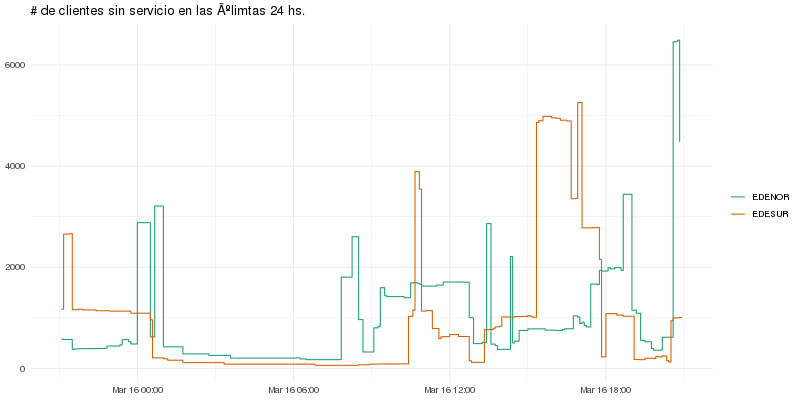 # de clientes sin servicio en las Ãºlimtas 24 hs.
6000
4000
2000
0
Mar 16 00:00
Mar 16 06:00
Mar 16 12:00
Mar 16 18:00
EDENOR
EDESUR